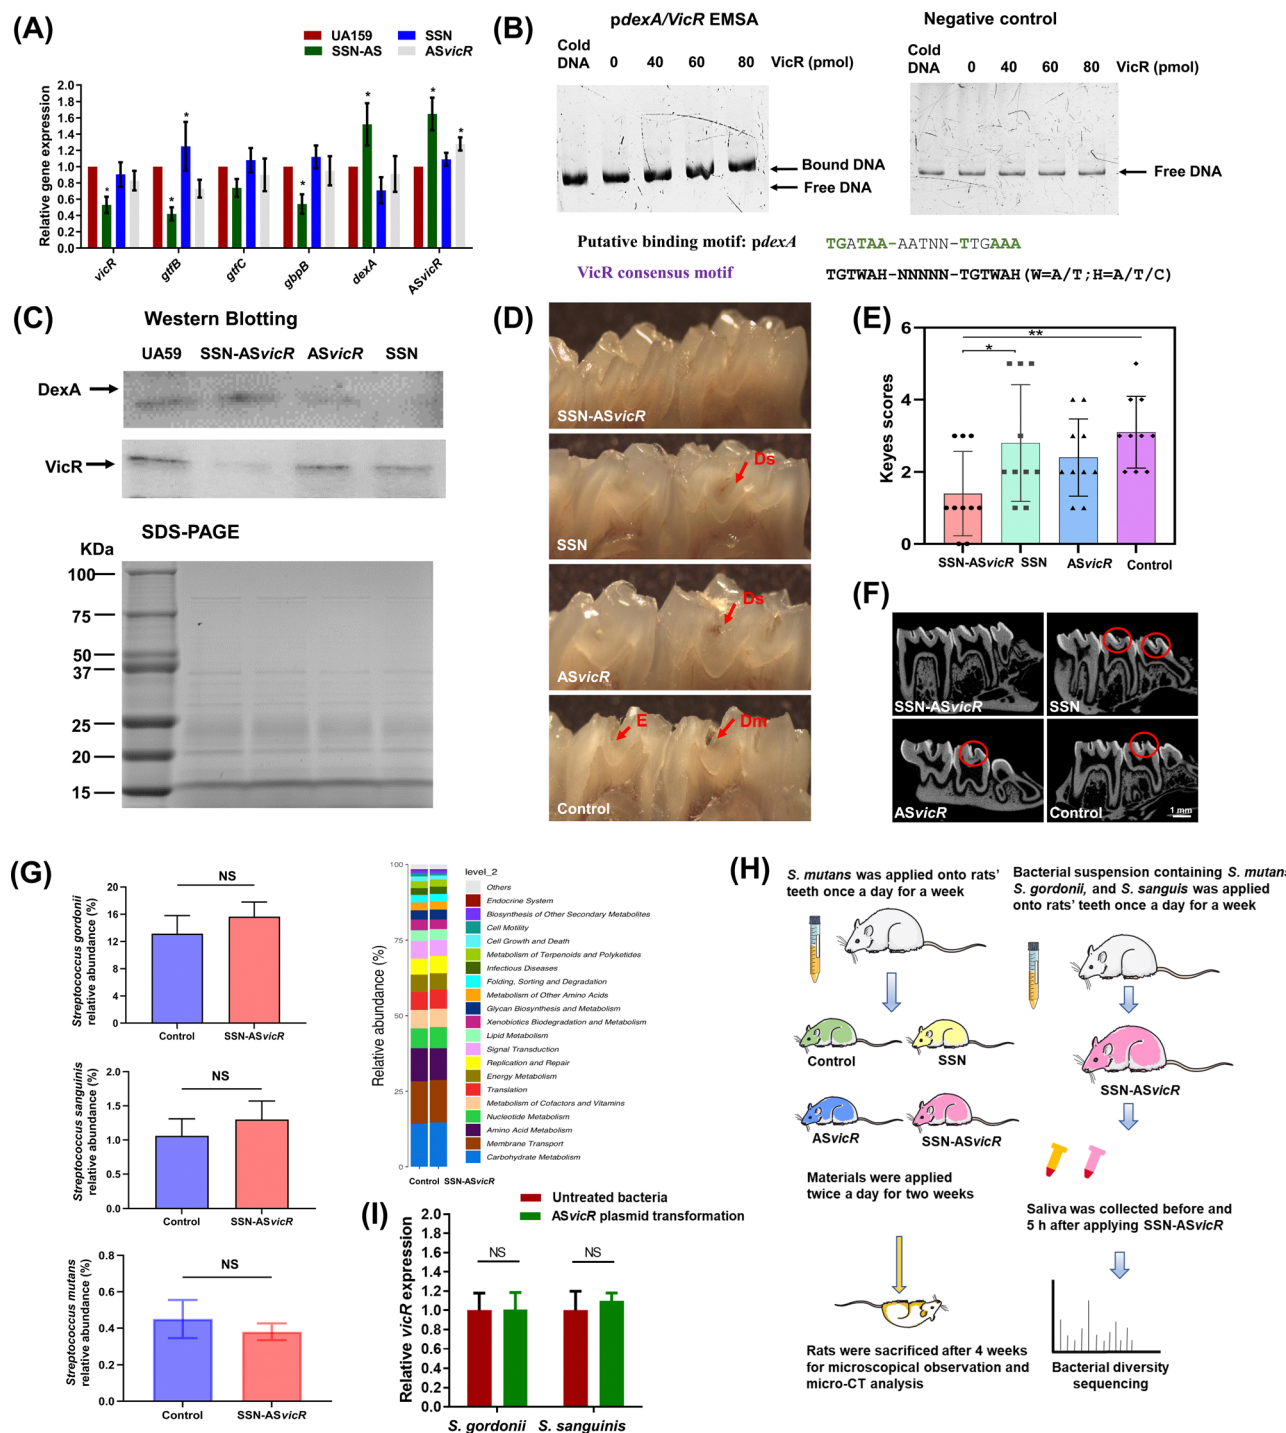 (A)
UA159
SSN
SSN-AS
ASvicR
Relative gene expression
2.0
1.8
1.6
1.4
1.2
1.0
0.8
0.6
0.4
0.2
0.0
* * * * * * *
vicR
gtfB
gtfC
gbpB
dexA
ASvicR
(B)
pdexA/VicR EMSA
Cold DNA 0 40 60 80 VicR (pmol)
Bound DNA
Free DNA
Negative control
Cold DNA 0 40 60 80 VicR (pmol)
Free DNA
Putative binding motif: pdexA TGATAA-AATNN-TTGAAA
VicR consensus motif TGTWAH-NNNNN-TGTWAH(W=A/T;H=A/T/C)
(C)
Western Blotting
UA59 SSN-ASvicR ASvicR SSN
DexA
VicR
SDS-PAGE
KDa
100
75
50
37
25
20
15
(D)
SSN-ASvicR
Ds
SSN
Ds
ASvicR
E
Dm
Control
(E)
Keyes scores
6
4
2
0
*
**
SSN-ASvicR SSN ASvicR Control
(F)
SSN-ASvicR
SSN
ASvicR
Control
1 mm
(G)
Streptococcus gordonii
relative abundance (%)
20
16
12
8
4
0
NS
Control SSN-ASvicR
Streptococcus sanguinis
relative abundance (%)
2.0
1.5
1.0
0.5
0.0
NS
Control SSN-ASvicR
Streptococcus mutans
relative abundance (%)
0.8
0.6
0.4
0.2
0.0
NS
Control SSN-ASvicR
Relative abundance (%)
100
75
50
25
0
Control SSN-ASvicR
level_2
Others
Endocrine System
Biosynthesis of Other Secondary Metabolites
Cell Motility
Cell Growth and Death
Metabolism of Terpenoids and Polyketides
Infectious Diseases
Folding, Sorting and Degradation
Metabolism of Other Amino Acids
Glycan Biosynthesis and Metabolism
Xenobiotics Biodegradation and Metabolism
Lipid Metabolism
Signal Transduction
Replication and Repair
Energy Metabolism
Translation
Metabolism of Cofactors and Vitamins
Nucleotide Metabolism
Amino Acid Metabolism
Membrane Transport
Carbohydrate Metabolism
(H)
S. mutans was applied onto rats'
teeth once a day for a week
Control
SSN
ASvicR
SSN-ASvicR
Materials were applied
twice a day for two weeks
Rats were sacrificed after 4 weeks
for microscopical observation and
micro-CT analysis
Bacterial suspension containing S. mutans
S. gordonii, and S. sanguis was applied
onto rats' teeth once a day for a week
SSN-ASvicR
Saliva was collected before and
5 h after applying SSN-ASvicR
Bacterial diversity
sequencing
(I)
Untreated bacteria
ASvicR plasmid transformation
Relative vicR expression
2.0
1.8
1.6
1.4
1.2
1.0
0.8
0.6
0.4
0.2
0.0
NS
NS
S. gordonii S. sanguinis